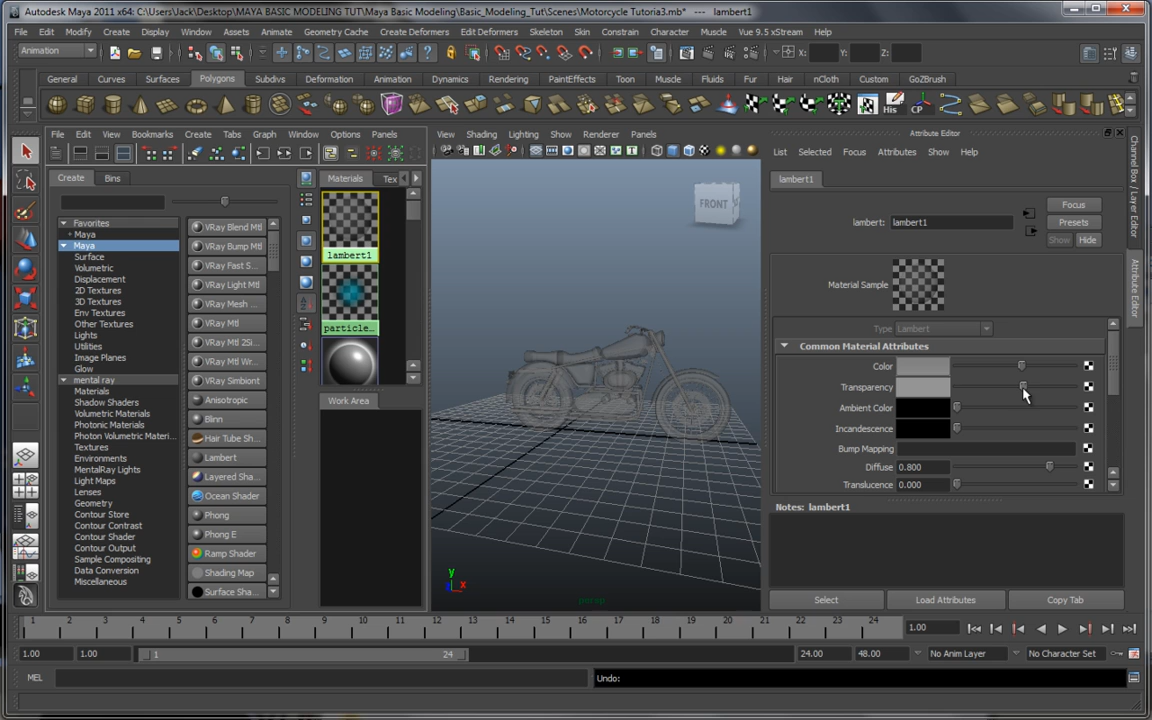 Autodesk Maya 2011 x64: C:\Users\Jack\Desktop\MAYA BASIC MODELING TUT\Maya Basic Modeling\Basic_Modeling_Tut\Scenes\Motorcycle Tutoria3.mb* --- lambert1
File Edit Modify Create Display Window Assets Animate Geometry Cache Create Deformers Edit Deformers Skeleton Skin Constrain Character Muscle Vue 9.5 xStream Help
Animation X: Y: Z:
General Curves Surfaces Polygons Subdivs Deformation Animation Dynamics Rendering PaintEffects Toon Muscle Fluids Fur Hair nCloth Custom GoZBrush
His CP
File Edit View Bookmarks Create Tabs Graph Window Options Panels
View Shading Lighting Show Renderer Panels
Attribute Editor
List Selected Focus Attributes Show Help
Create Bins
Materials Tex
lambert1
Favorites
+ Maya
Maya
Surface
Volumetric
Displacement
2D Textures
3D Textures
Env Textures
Other Textures
Lights
Utilities
Image Planes
Glow
mental ray
Materials
Shadow Shaders
Volumetric Materials
Photonic Materials
Photon Volumetric Materi...
Textures
Environments
MentalRay Lights
Light Maps
Lenses
Geometry
Contour Store
Contour Contrast
Contour Shader
Contour Output
Sample Compositing
Data Conversion
Miscellaneous
VRay Blend Mtl
VRay Bump Mtl
VRay Fast S...
VRay Light Mtl
VRay Mesh ...
VRay Mtl
VRay Mtl 2Si...
VRay Mtl Wr...
VRay Simbiont
Anisotropic
Blinn
Hair Tube Sh...
Lambert
Layered Sha...
Ocean Shader
Phong
Phong E
Ramp Shader
Shading Map
Surface Sha...
lambert1
particle...
Work Area
FRONT
y
x
persp
lambert: lambert1
Focus
Presets
Show Hide
Material Sample
Type Lambert
Common Material Attributes
Color
Transparency
Ambient Color
Incandescence
Bump Mapping
Diffuse 0.800
Translucence 0.000
Notes: lambert1
Select Load Attributes Copy Tab
Channel Box / Layer Editor
Attribute Editor
1 2 3 4 5 6 7 8 9 10 11 12 13 14 15 16 17 18 19 20 21 22 23 24 1.00
1.00 1.00 1 24 24.00 48.00 No Anim Layer No Character Set
MEL Undo: